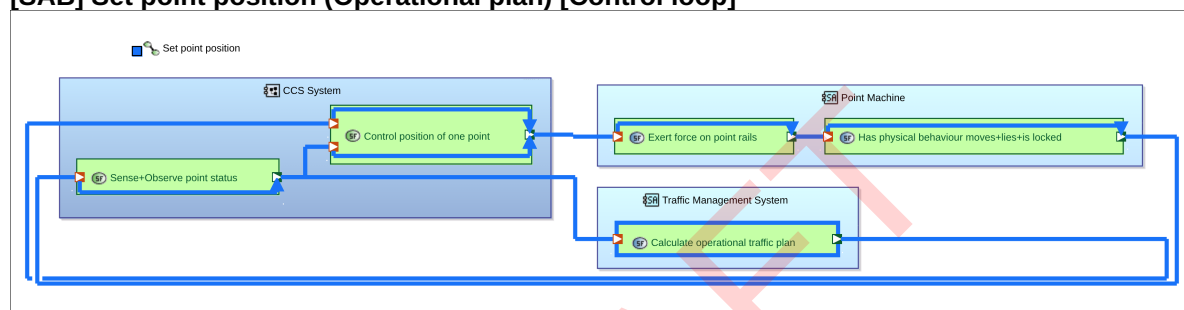 [SAB] Set point position (Operational plan) [Control loop]
Set point position
CCS System
Control position of one point
Sense+Observe point status
SA Point Machine
Exert force on point rails
Has physical behaviour moves+lies+is locked
SA Traffic Management System
Calculate operational traffic plan